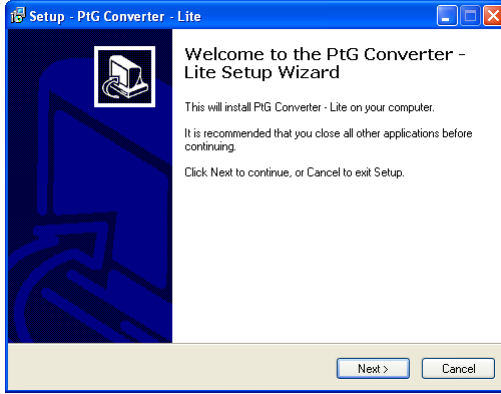 Setup - PtG Converter - Lite
Welcome to the PtG Converter -
Lite Setup Wizard
This will install PtG Converter - Lite on your computer.
It is recommended that you close all other applications before
continuing.
Click Next to continue, or Cancel to exit Setup.
Next >
Cancel